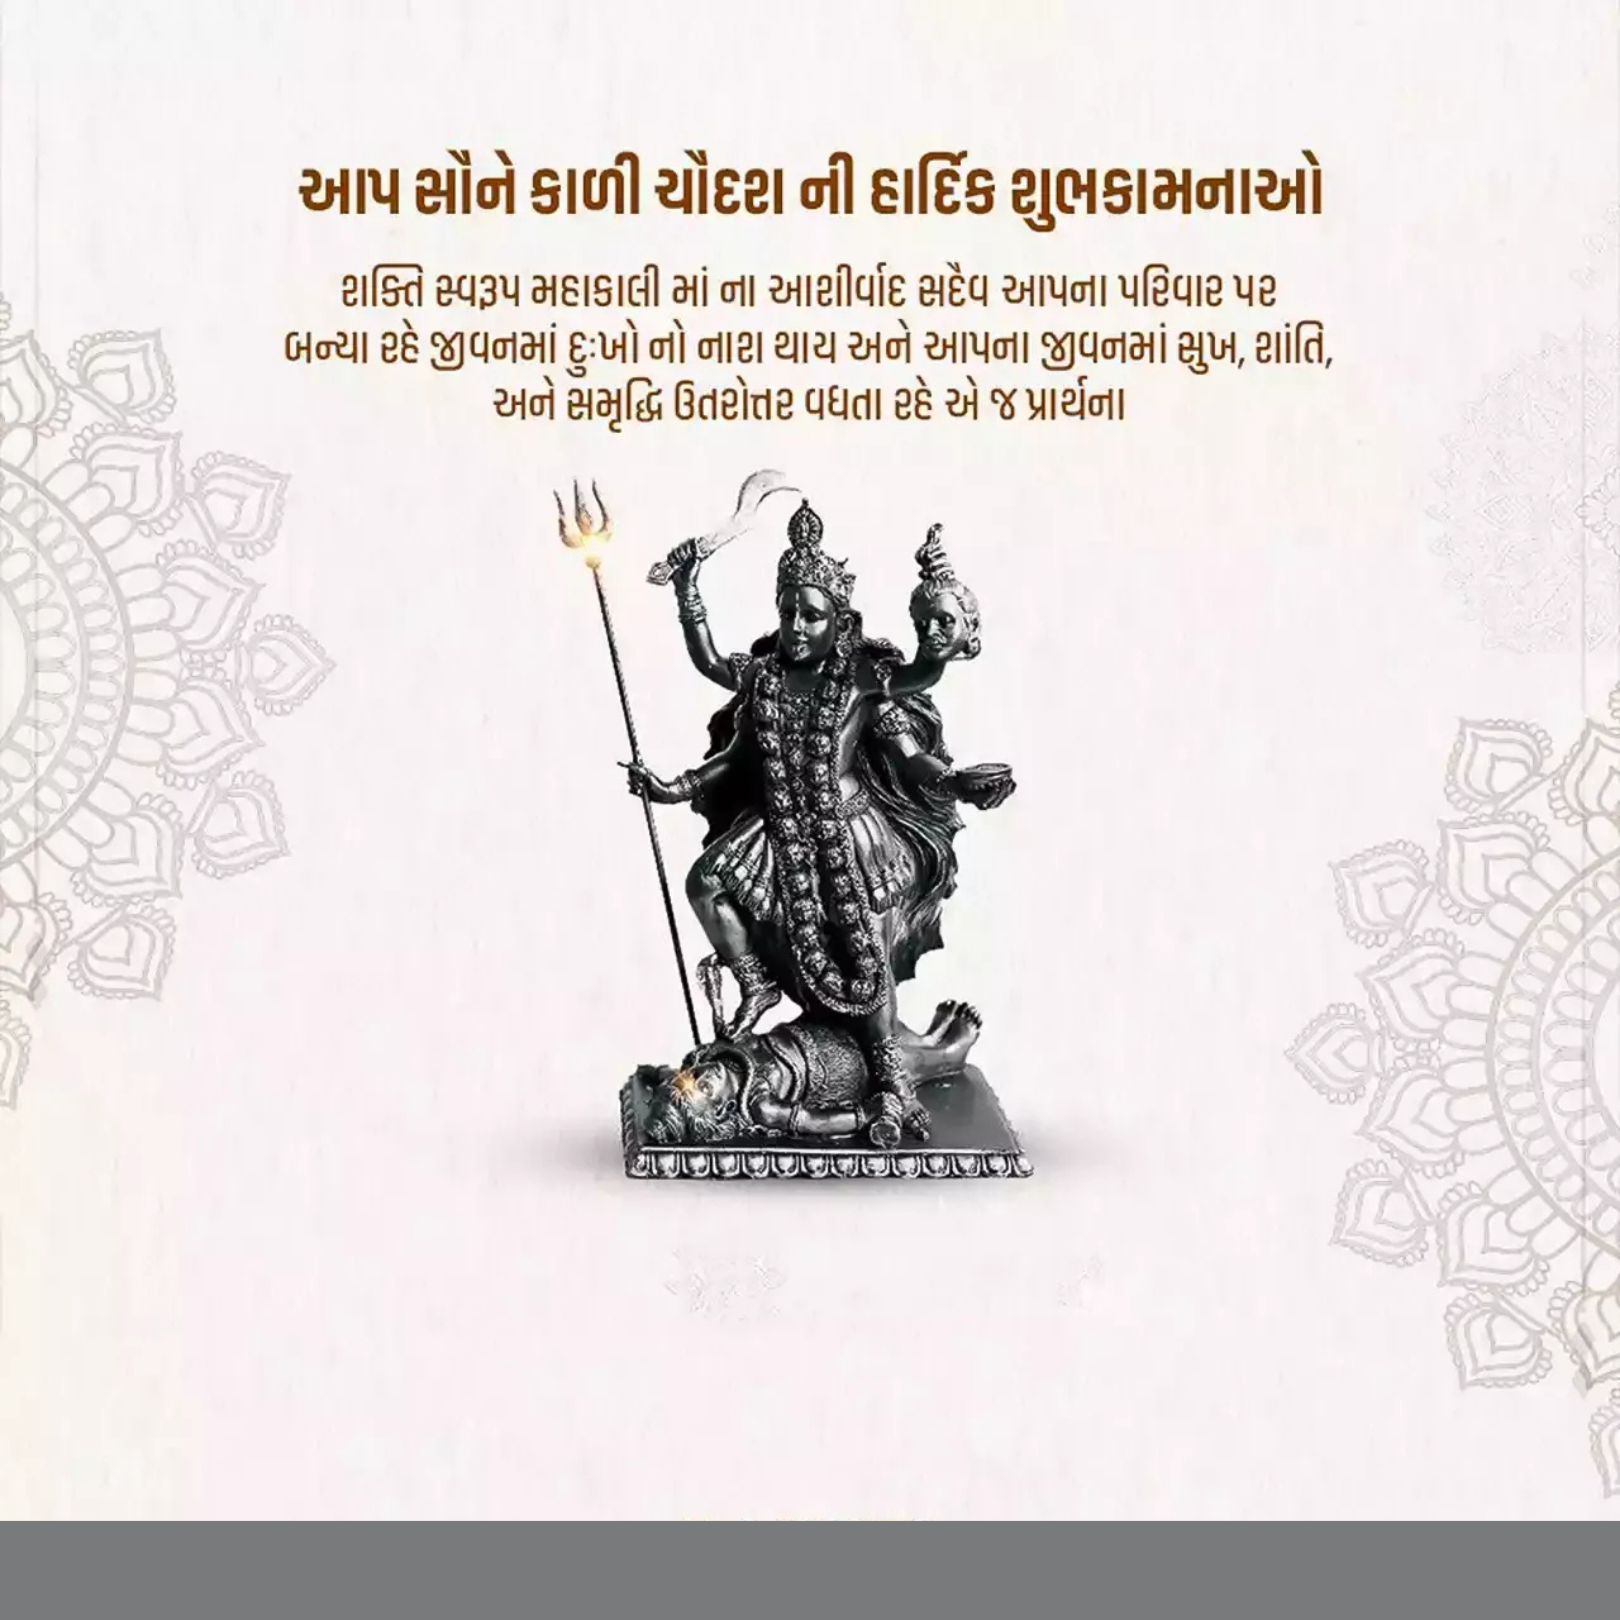 આપ સૌને કાળી ચૌદશ ની હાર્દિક શુભકામનાઓ
શક્તિ સ્વરૂપ મહાકાલી માં ના આશીર્વાદ સદૈવ આપના પરિવાર પર
બન્યા રહે જીવનમાં દુઃખો નો નાશ થાય અને આપના જીવનમાં સુખ, શાંતિ,
અને સમૃદ્ધિ ઉતરોત્તર વધતા રહે એ જ પ્રાર્થના